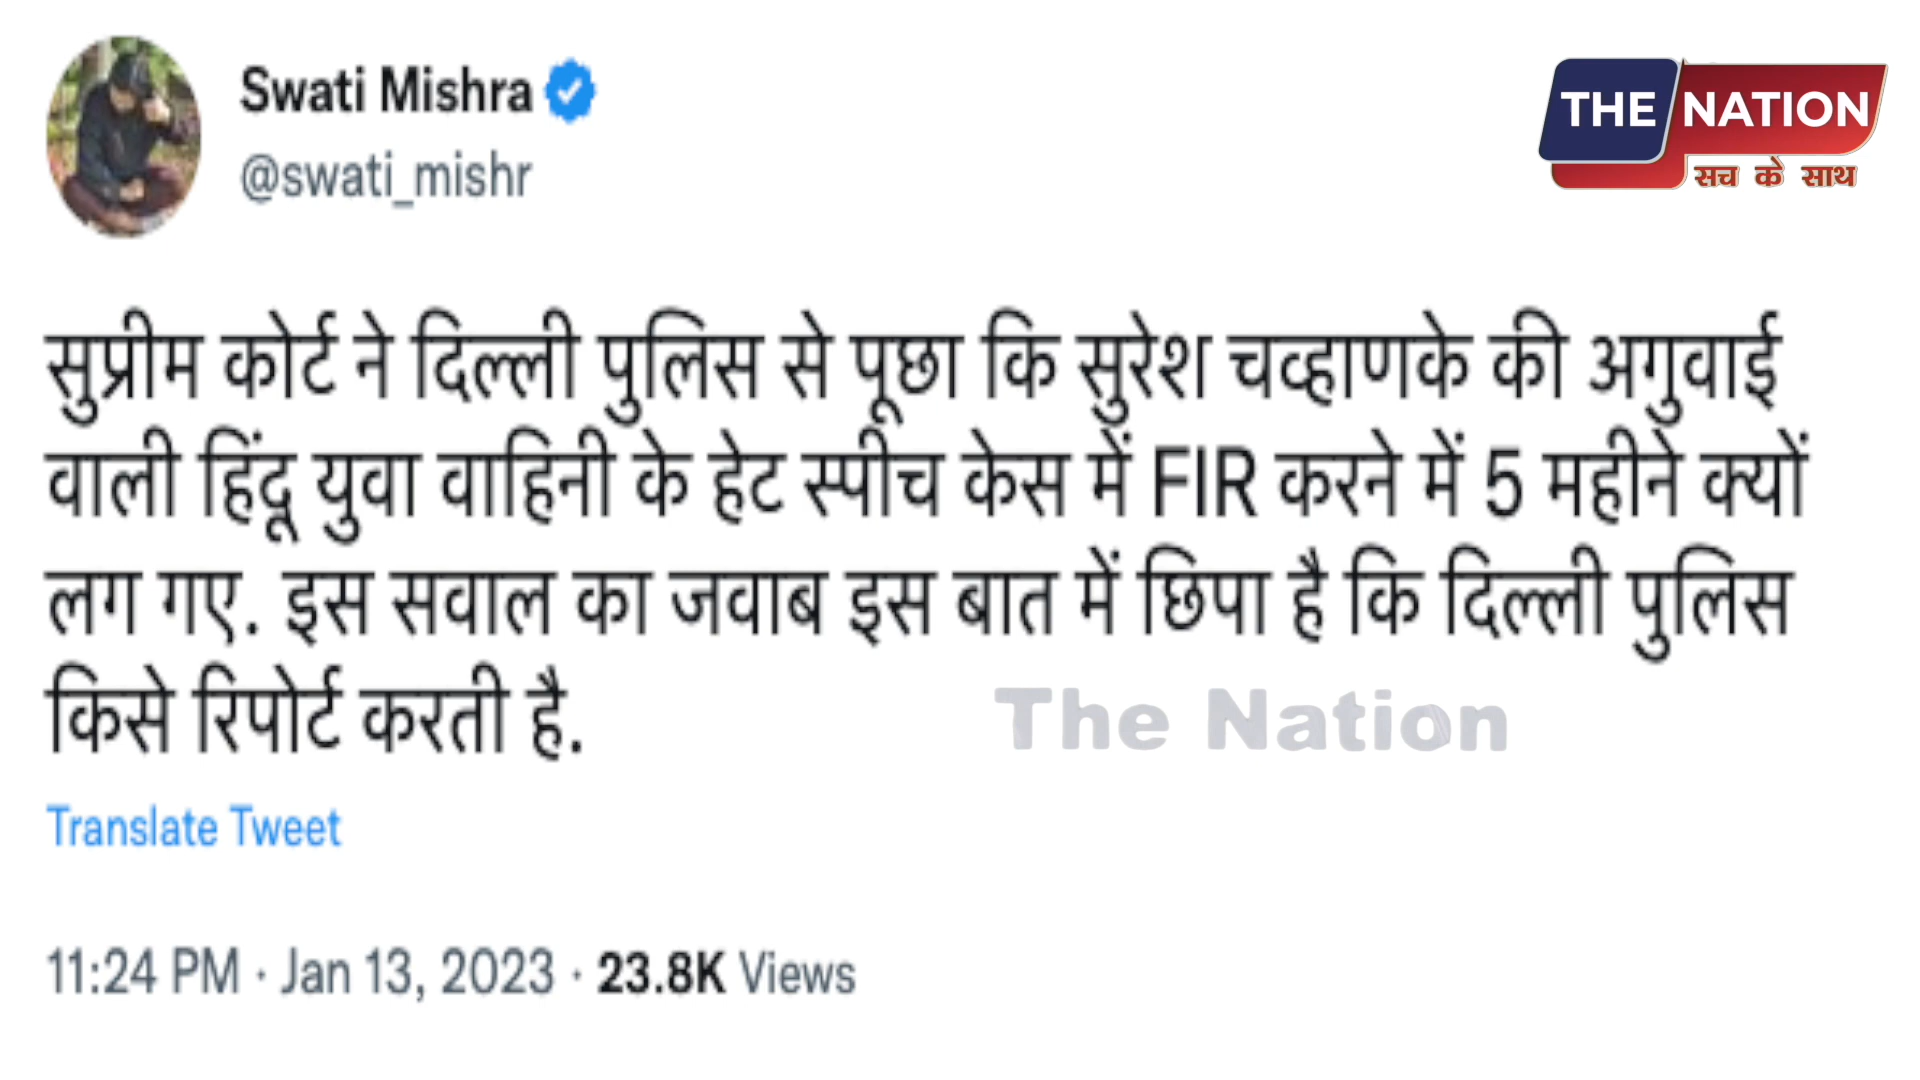 Swati Mishra
@swati_mishr
THE NATION
सच के साथ
सुप्रीम कोर्ट ने दिल्ली पुलिस से पूछा कि सुरेश चव्हाणके की अगुवाई
वाली हिंदू युवा वाहिनी के हेट स्पीच केस में FIR करने में 5 महीने क्यों
लग गए. इस सवाल का जवाब इस बात में छिपा है कि दिल्ली पुलिस
किसे रिपोर्ट करती है.
The Nation
Translate Tweet
11:24 PM · Jan 13, 2023 · 23.8K Views